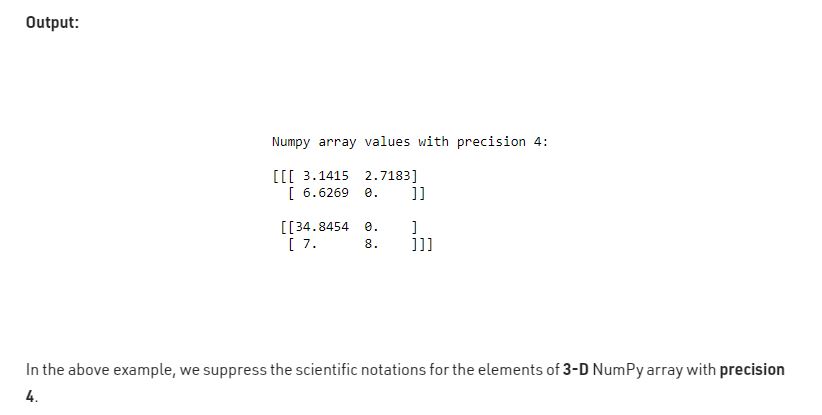 Output:
Numpy array values with precision 4:
[[[ 3.1415  2.7183]
  [ 6.6269  0.    ]]
 [[34.8454  0.    ]
  [ 7.      8.    ]]]
In the above example, we suppress the scientific notations for the elements of 3-D NumPy array with precision
4.